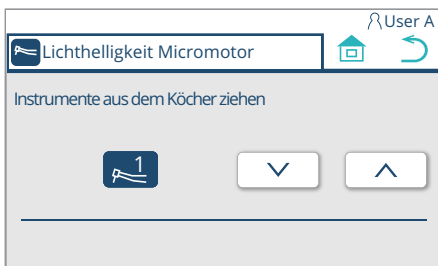 User A
Lichthelligkeit Micromotor
Instrumente aus dem Köcher ziehen
1